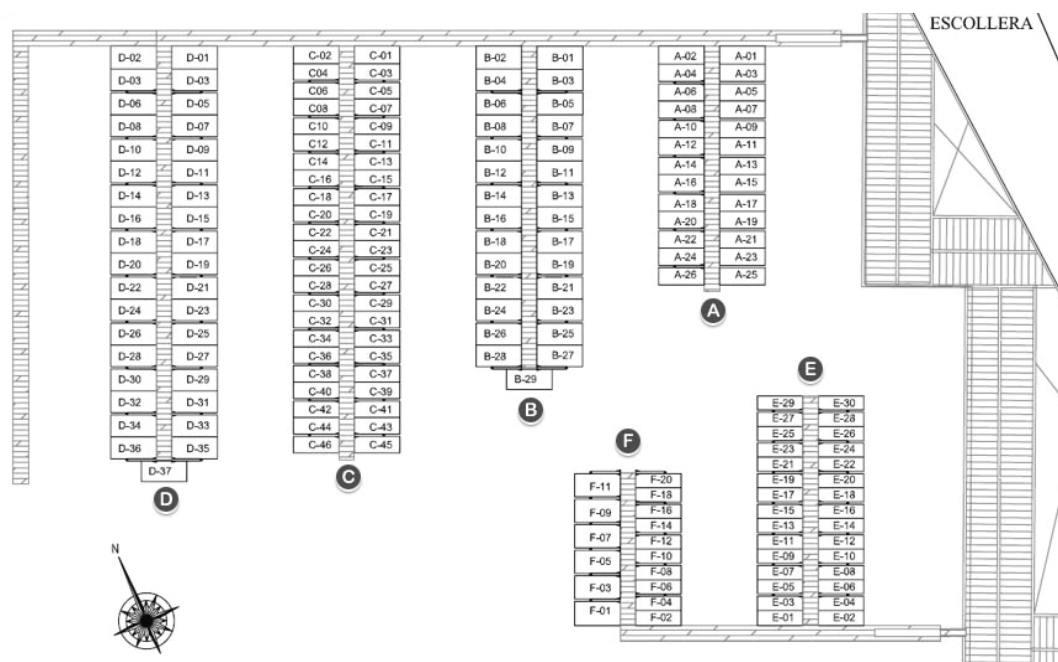 ESCOLLERA
D-02 D-01
D-03 D-03
D-06 D-05
D-08 D-07
D-10 D-09
D-12 D-11
D-14 D-13
D-16 D-15
D-18 D-17
D-20 D-19
D-22 D-21
D-24 D-23
D-26 D-25
D-28 D-27
D-30 D-29
D-32 D-31
D-34 D-33
D-36 D-35
D-37
D
C-02 C-01
C04 C-03
C06 C-05
C08 C-07
C10 C-09
C12 C-11
C14 C-13
C-16 C-15
C-18 C-17
C-20 C-19
C-22 C-21
C-24 C-23
C-26 C-25
C-28 C-27
C-30 C-29
C-32 C-31
C-34 C-33
C-36 C-35
C-38 C-37
C-40 C-39
C-42 C-41
C-44 C-43
C-46 C-45
C
B-02 B-01
B-04 B-03
B-06 B-05
B-08 B-07
B-10 B-09
B-12 B-11
B-14 B-13
B-16 B-15
B-18 B-17
B-20 B-19
B-22 B-21
B-24 B-23
B-26 B-25
B-28 B-27
B-29
B
A-02 A-01
A-04 A-03
A-06 A-05
A-08 A-07
A-10 A-09
A-12 A-11
A-14 A-13
A-16 A-15
A-18 A-17
A-20 A-19
A-22 A-21
A-24 A-23
A-26 A-25
A
F
F-11 F-20
F-18
F-09 F-16
F-14
F-07 F-12
F-10
F-05 F-08
F-06
F-03 F-04
F-01 F-02
E
E-29 E-30
E-27 E-28
E-25 E-26
E-23 E-24
E-21 E-22
E-19 E-20
E-17 E-18
E-15 E-16
E-13 E-14
E-11 E-12
E-09 E-10
E-07 E-08
E-05 E-06
E-03 E-04
E-01 E-02
N